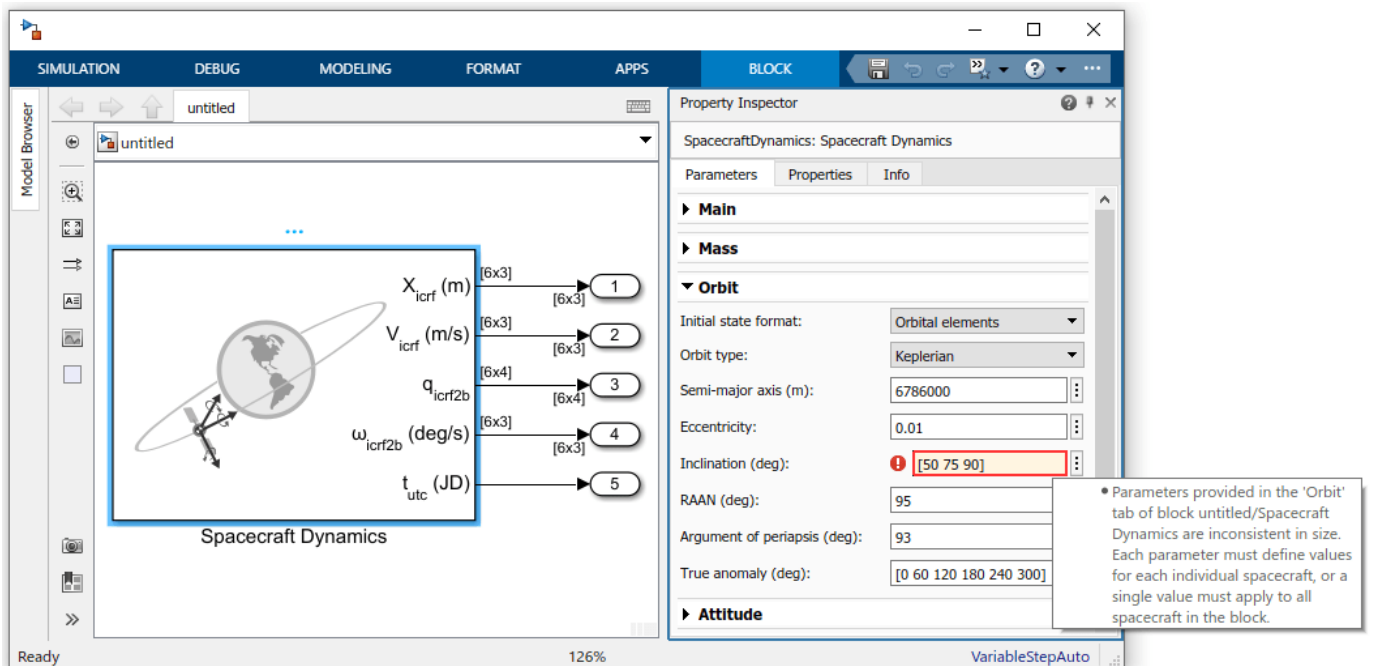 SIMULATION DEBUG MODELING FORMAT APPS BLOCK
Model Browser
untitled
untitled
X icrf (m)
[6x3]
[6x3]
1
V icrf (m/s)
[6x3]
[6x3]
2
q icrf2b
[6x4]
[6x4]
3
ω icrf2b (deg/s)
[6x3]
[6x3]
4
t utc (JD)
5
Spacecraft Dynamics
Property Inspector
SpacecraftDynamics: Spacecraft Dynamics
Parameters Properties Info
Main
Mass
Orbit
Initial state format: Orbital elements
Orbit type: Keplerian
Semi-major axis (m): 6786000
Eccentricity: 0.01
Inclination (deg): [50 75 90]
RAAN (deg): 95
Argument of periapsis (deg): 93
True anomaly (deg): [0 60 120 180 240 300]
Attitude
Parameters provided in the 'Orbit'
tab of block untitled/Spacecraft
Dynamics are inconsistent in size.
Each parameter must define values
for each individual spacecraft, or a
single value must apply to all
spacecraft in the block.
Ready 126% VariableStepAuto